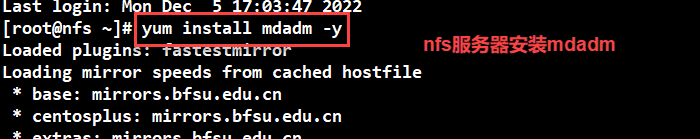 Last login: Mon Dec  5 17:03:47 2022
[root@nfs ~]# yum install mdadm -y
nfs服务器安装mdadm
Loaded plugins: fastestmirror
Loading mirror speeds from cached hostfile
 * base: mirrors.bfsu.edu.cn
 * centosplus: mirrors.bfsu.edu.cn
 * extras: mirrors.bfsu.edu.cn